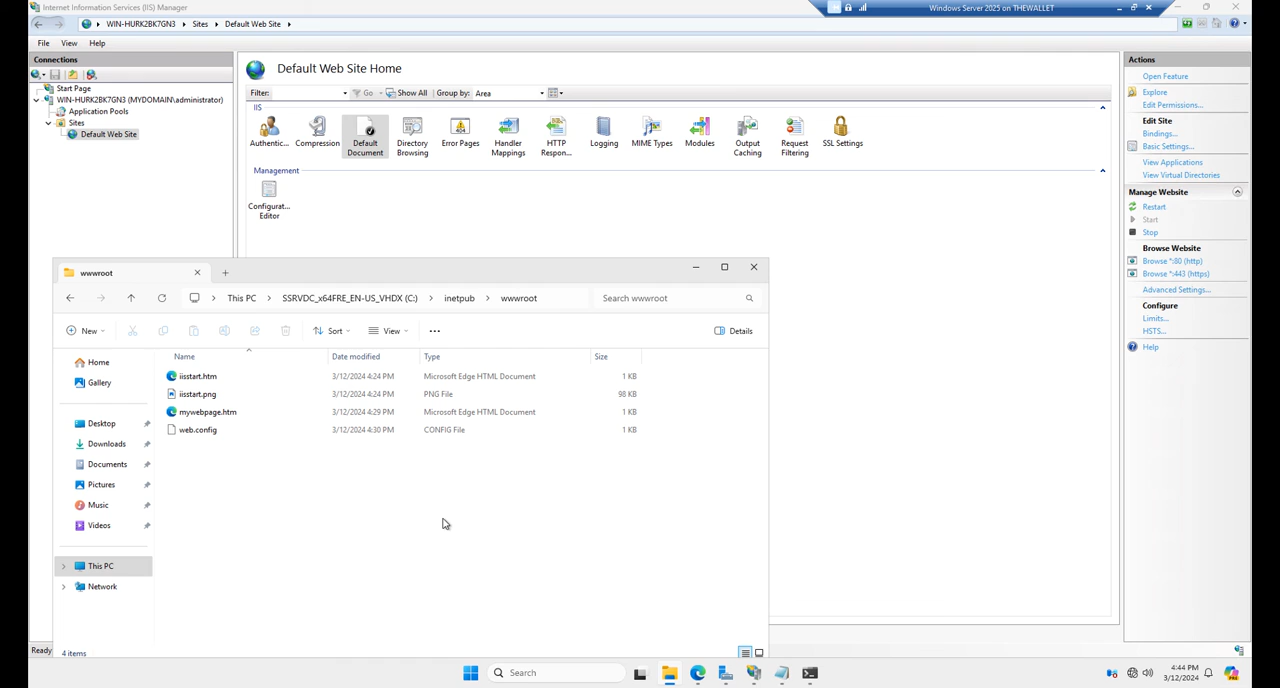 Internet Information Services (IIS) Manager
Windows Server 2025 on THEWALLET
WIN-HURK2BK7GN3
Sites
Default Web Site
File View Help
Connections
Start Page
WIN-HURK2BK7GN3 (MYDOMAIN\administrator)
Application Pools
Sites
Default Web Site
Default Web Site Home
Filter: Go Show All Group by: Area
IIS
Authentic...
Compression
Default Document
Directory Browsing
Error Pages
Handler Mappings
HTTP Respon...
Logging
MIME Types
Modules
Output Caching
Request Filtering
SSL Settings
Management
Configurat... Editor
Actions
Open Feature
Explore
Edit Permissions...
Edit Site
Bindings...
Basic Settings...
View Applications
View Virtual Directories
Manage Website
Restart
Start
Stop
Browse Website
Browse *:80 (http)
Browse *:443 (https)
Advanced Settings...
Configure
Limits...
HSTS...
Help
wwwroot
This PC SSRVDC_x64FRE_EN-US_VHDX (C:) inetpub wwwroot
Search wwwroot
New Sort View Details
Name Date modified Type Size
iisstart.htm 3/12/2024 4:24 PM Microsoft Edge HTML Document 1 KB
iisstart.png 3/12/2024 4:24 PM PNG File 98 KB
mywebpage.htm 3/12/2024 4:29 PM Microsoft Edge HTML Document 1 KB
web.config 3/12/2024 4:30 PM CONFIG File 1 KB
Home
Gallery
Desktop
Downloads
Documents
Pictures
Music
Videos
This PC
Network
4 items
Ready
Search
4:44 PM
3/12/2024